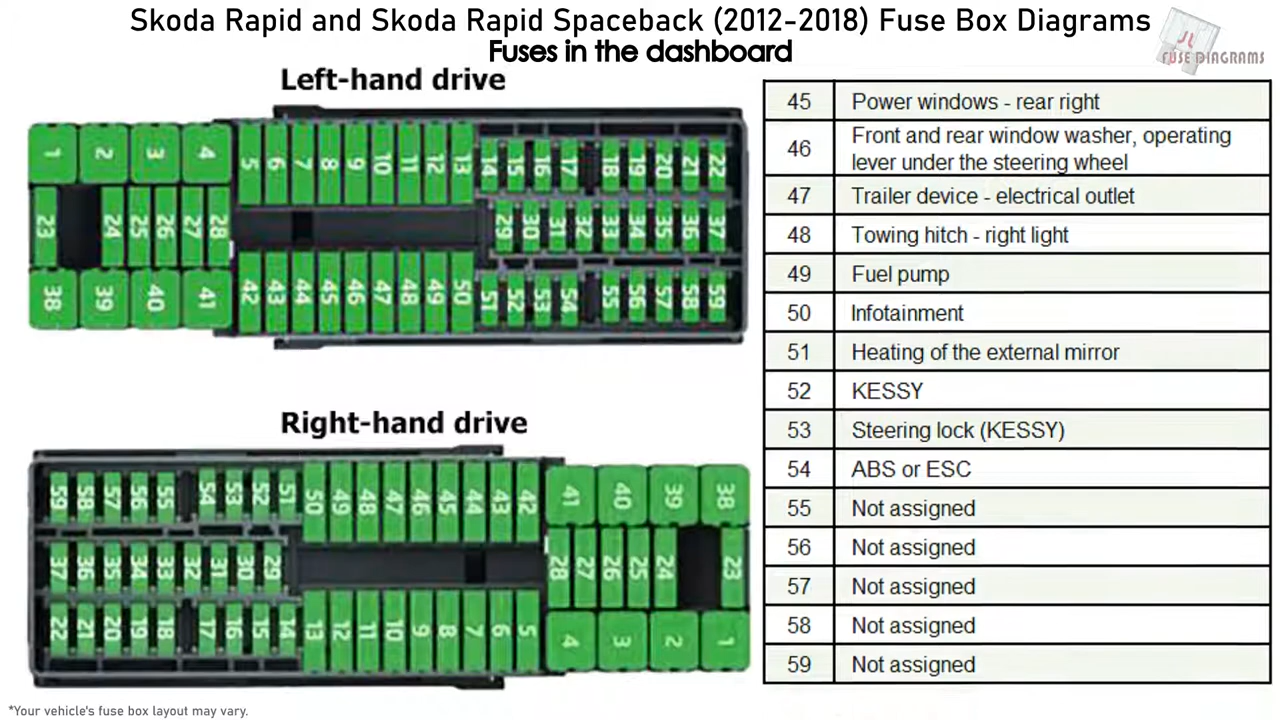 Skoda Rapid and Skoda Rapid Spaceback (2012-2018) Fuse Box Diagrams
Fuses in the dashboard
FUSE DIAGRAMS
Left-hand drive
1 2 3 4 5 6 7 8 9 10 11 12 13 14 15 16 17 18 19 20 21 22
23 24 25 26 27 28 29 30 31 32 33 34 35 36 37
38 39 40 41 42 43 44 45 46 47 48 49 50 51 52 53 54 55 56 57 58 59
Right-hand drive
59 58 57 56 55 54 53 52 51 50 49 48 47 46 45 44 43 42 41 40 39 38
37 36 35 34 33 32 31 30 29 28 27 26 25 24 23
22 21 20 19 18 17 16 15 14 13 12 11 10 9 8 7 6 5 4 3 2 1
45 Power windows - rear right
46 Front and rear window washer, operating
lever under the steering wheel
47 Trailer device - electrical outlet
48 Towing hitch - right light
49 Fuel pump
50 Infotainment
51 Heating of the external mirror
52 KESSY
53 Steering lock (KESSY)
54 ABS or ESC
55 Not assigned
56 Not assigned
57 Not assigned
58 Not assigned
59 Not assigned
*Your vehicle's fuse box layout may vary.